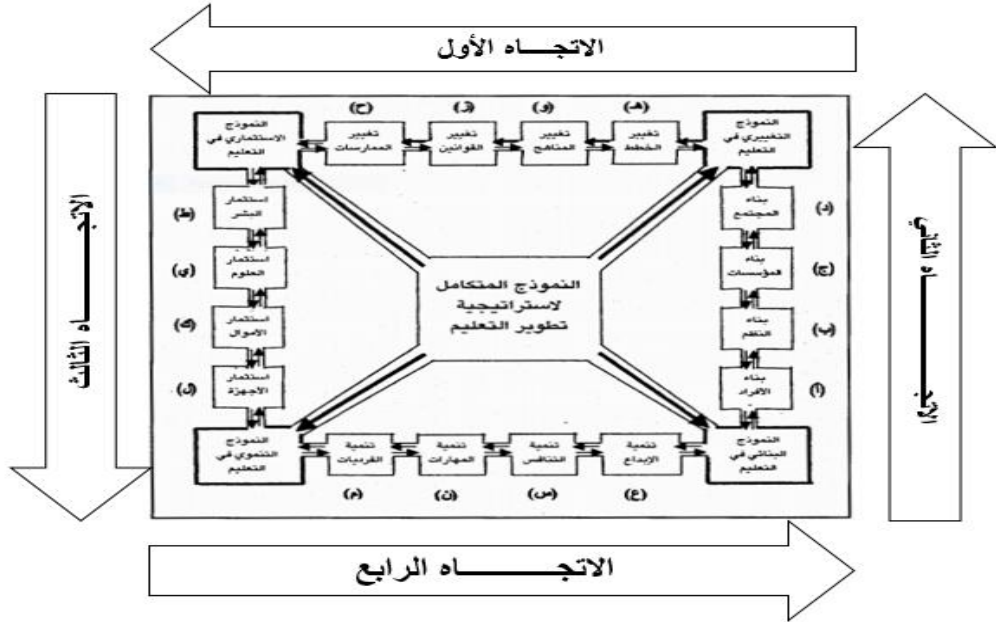 الاتجـــاه الأول
(ح)
(ز)
(و)
(هـ)
النموذج
التغييري في
التعليم
تغيير
الخطط
تغيير
المناهج
تغيير
القوانين
تغيير
الممارسات
النموذج
الاستثماري في
التعليم
بناء
المجتمع
(د)
بناء
المؤسسات
(ج)
بناء
النظم
(ب)
بناء
الأفراد
(أ)
الاتجـــــــاه الثاني
استثمار
البشر
(ط)
استثمار
العلوم
(ي)
استثمار
الأموال
(ك)
استثمار
الأجهزة
(ل)
الاتجـــــــاه الثالث
النموذج المتكامل
لاستراتيجية
تطوير التعليم
النموذج
البنائي في
التعليم
تنمية
الإبداع
تنمية
التنافس
تنمية
المهارات
تنمية
الفرديات
النموذج
التنموي في
التعليم
(ع)
(س)
(ن)
(م)
الاتجـــــــاه الرابع